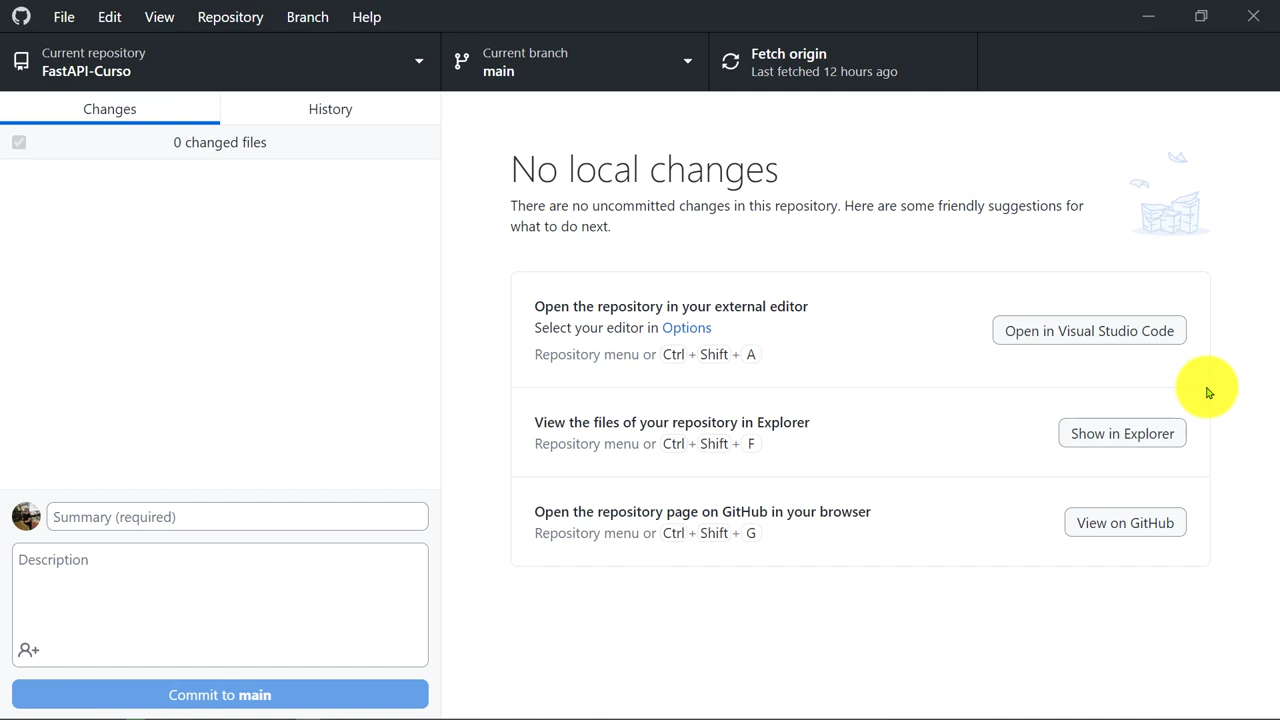 File Edit View Repository Branch Help
Current repository
FastAPI-Curso
Current branch
main
Fetch origin
Last fetched 12 hours ago
Changes History
0 changed files
No local changes
There are no uncommitted changes in this repository. Here are some friendly suggestions for
what to do next.
Open the repository in your external editor
Select your editor in Options
Repository menu or Ctrl + Shift + A
Open in Visual Studio Code
View the files of your repository in Explorer
Repository menu or Ctrl + Shift + F
Show in Explorer
Open the repository page on GitHub in your browser
Repository menu or Ctrl + Shift + G
View on GitHub
Summary (required)
Description
Commit to main